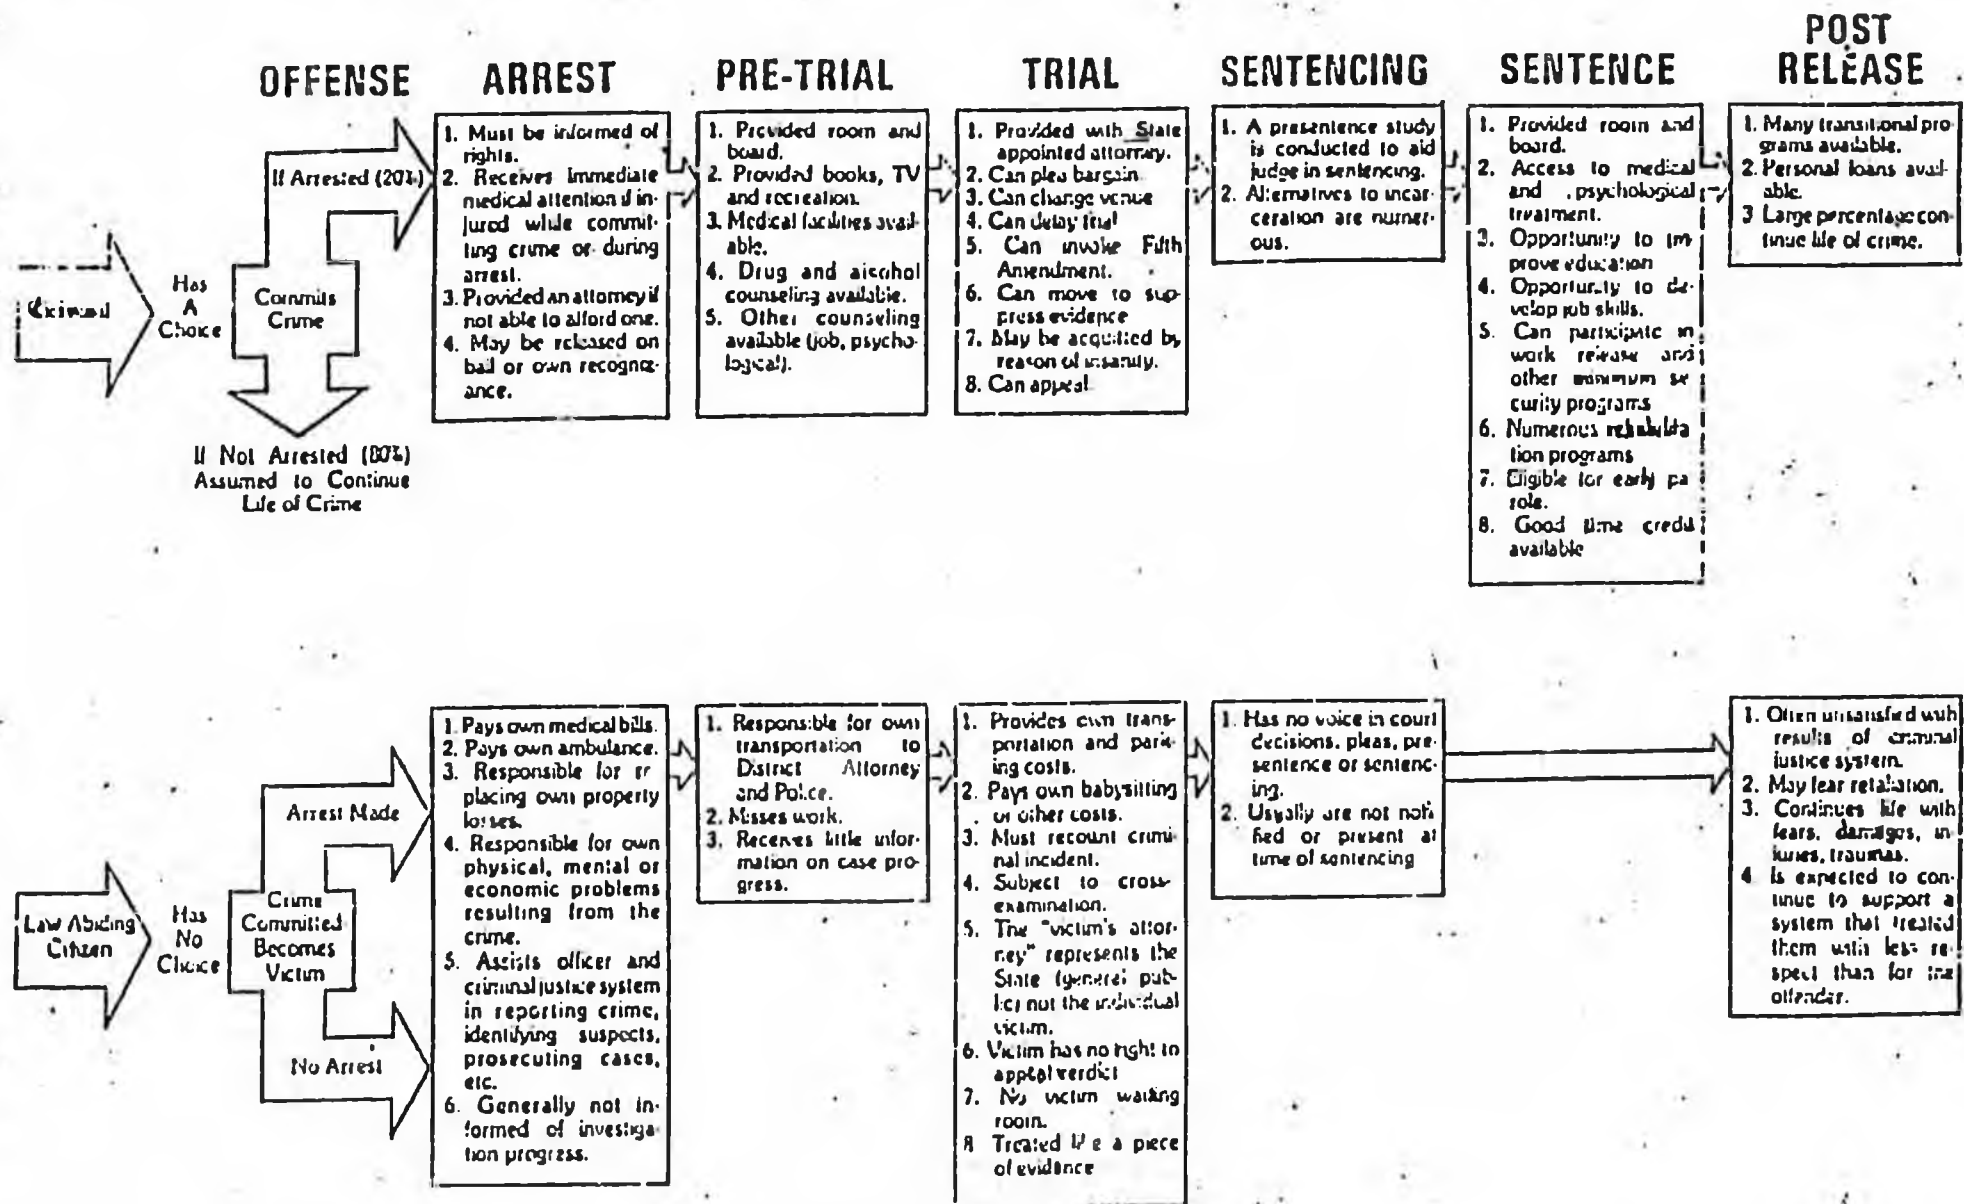 OFFENSE
ARREST
PRE-TRIAL
TRIAL
SENTENCING
SENTENCE
POST
RELEASE
Criminal
Has
A
Choice
Commits
Crime
If Arrested (20%)
If Not Arrested (80%)
Assumed to Continue
Life of Crime
1. Must be informed of
rights.
2. Receives immediate
medical attention if in-
jured while commit-
ting crime or during
arrest.
3. Provided an attorney if
not able to afford one.
4. May be released on
bail or own recogniz-
ance.
1. Provided room and
board.
2. Provided books, TV
and recreation.
3. Medical facilities avail-
able.
4. Drug and alcohol
counseling available.
5. Other counseling
available (job, psycho-
logical).
1. Provided with State
appointed attorney.
2. Can plea bargain
3. Can change venue
4. Can delay trial
5. Can invoke Fifth
Amendment.
6. Can move to sup-
press evidence
7. May be acquitted by
reason of insanity.
8. Can appeal
1. A presentence study
is conducted to aid
judge in sentencing.
2. Alternatives to incar-
ceration are numer-
ous.
1. Provided room and
board.
2. Access to medical
and psychological
treatment.
3. Opportunity to im
prove education
4. Opportunity to de-
velop job skills.
5. Can participate in
work release and
other minimum se
curity programs
6. Numerous rehabilita
tion programs
7. Eligible for early pa
role.
8. Good time credit
available
1. Many transitional pro
grams available.
2. Personal loans avail-
able.
3 Large percentage con-
tinue life of crime.
Law Abiding
Citizen
Has
No
Choice
Crime
Committed
Becomes
Victim
Arrest Made
No Arrest
1. Pays own medical bills.
2. Pays own ambulance.
3. Responsible for re
placing own property
losses.
4. Responsible for own
physical, mental or
economic problems
resulting from the
crime.
5. Assists officer and
criminal justice system
in reporting crime,
identifying suspects,
prosecuting cases,
etc.
6. Generally not in-
formed of investiga-
tion progress.
1. Responsible for own
transportation to
District Attorney
and Police.
2. Misses work.
3. Receives little infor-
mation on case pro-
gress.
1. Provides own trans-
portation and park-
ing costs.
2. Pays own babysitting
or other costs.
3. Must recount crimi-
nal incident.
4. Subject to cross-
examination.
5. The "victim's attor-
ney" represents the
State (general pub-
lic) not the individual
victim.
6. Victim has no right to
appeal verdict
7. No victim waiting
room.
8 Treated like a piece
of evidence
1. Has no voice in court
decisions, pleas, pre-
sentence or sentenc-
ing.
2. Usually are not noti-
fied or present at
time of sentencing
1. Often unsatisfied with
results of criminal
justice system.
2. May fear retaliation.
3. Continues life with
fears, damages, in-
juries, traumas.
4 Is expected to con-
tinue to support a
system that treated
them with less re-
spect than for the
offender.